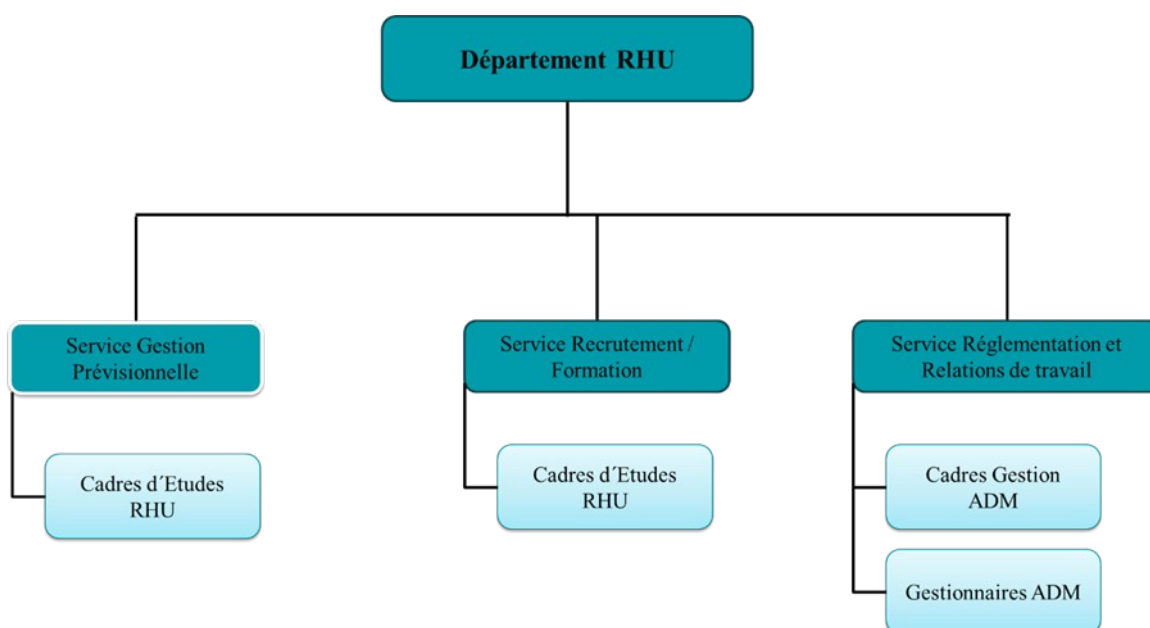 Département RHU
Service Gestion
Prévisionnelle
Service Recrutement /
Formation
Service Réglementation et
Relations de travail
Cadres d´Etudes
RHU
Cadres d´Etudes
RHU
Cadres Gestion
ADM
Gestionnaires ADM